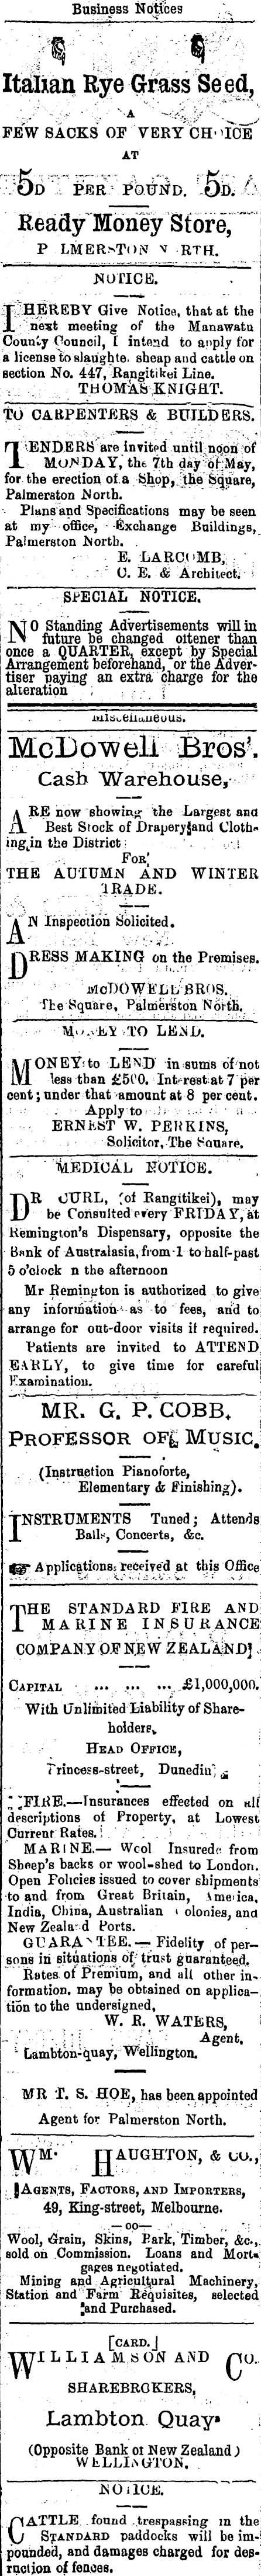 Business Notices
Italian Rye Grass Seed,
A
FEW SACKS OF VERY CH ICE
AT
5D PER POUND. 5D.
Ready Money Store,
P LMERSTON N RTH.
NOTICE.
I HEREBY Give Notice, that at the
next meeting of the Manawatu
County Council, I intend to apply for
a license to slaughte. sheap and cattle on
section No. 447, Rangitikei Line.
THOMAS KNIGHT.
TO CARPENTERS & BUILDERS.
TENDERS are invited until noon of
MONDAY, the 7th day of May,
for the erection of a Shop, the Square,
Palmerston North.
Plans and Specifications may be seen
at my office, Exchange Buildings,
Palmerston North.
E. LARCOMB,
C. E. & Architect.
SPECIAL NOTICE.
NO Standing Advertisements will in
future be changed oftener than
once a QUARTER, except by Special
Arrangement beforehand, or the Adver-
tiser paying an extra charge for the
alteration
Miscellaneous.
McDowell Bros'.
Cash Warehouse,
ARE now showing the Largest and
Best Stock of Drapery and Cloth-
ing in the District
FOR
THE AUTUMN AND WINTER
TRADE.
AN Inspection Solicited.
DRESS MAKING on the Premises.
McDOWELL BROS.
The Square, Palmerston North.
MONEY TO LEND.
MONEY to LEND in sums of not
less than £500. Interest at 7 per
cent; under that amount at 8 per cent.
Apply to
ERNEST W. PERKINS,
Solicitor, The Square.
MEDICAL NOTICE.
DR CURL, (of Rangitikei), may
be Consulted every FRIDAY, at
Remington's Dispensary, opposite the
Bank of Australasia, from 1 to half-past
5 o'clock n the afternoon
Mr Remington is authorized to give
any information as to fees, and to
arrange for out-door visits if required.
Patients are invited to ATTEND
EARLY, to give time for careful
Examination.
MR. G. P. COBB,
PROFESSOR OF MUSIC.
(Instruction Pianoforte,
Elementary & Finishing).
INSTRUMENTS Tuned; Attends
Balls, Concerts, &c.
Applications received at this Office
THE STANDARD FIRE AND
MARINE INSURANCE
COMPANY OF NEW ZEALAND
CAPITAL ... ... ... £1,000,000.
With Unlimited Liability of Share-
holders,
HEAD OFFICE,
Princess-street, Dunedin
FIRE.—Insurances effected on all
descriptions of Property, at Lowest
Current Rates.
MARINE.— Wool Insured from
Sheep's backs or wool-shed to London.
Open Policies issued to cover shipments
to and from Great Britain, America,
India, China, Australian olonies, and
New Zeala d Ports.
GUARA TEE.— Fidelity of per-
sons in situations of trust guaranteed.
Rates of Premium, and all other in-
formation. may be obtained on applica-
tion to the undersigned,
W. R. WATERS,
Agent,
Lambton-quay, Wellington.
MR T. S. HOE, has been appointed
Agent for Palmerston North.
WM. HAUGHTON, & CO.,
AGENTS, FACTORS, AND IMPORTERS,
49, King-street, Melbourne.
—oo—
Wool, Grain, Skins, Bark, Timber, &c.,
sold on Commission. Loans and Mort-
gages negotiated.
Mining and Agricultural Machinery,
Station and Farm Requisites, selected
and Purchased.
[CARD.]
WILLIAMSON AND CO.
SHAREBROKERS,
Lambton Quay
(Opposite Bank of New Zealand)
WELLINGTON.
NOTICE.
CATTLE found trespassing in the
STANDARD paddocks will be im-
pounded, and damages charged for des-
truction of fences.